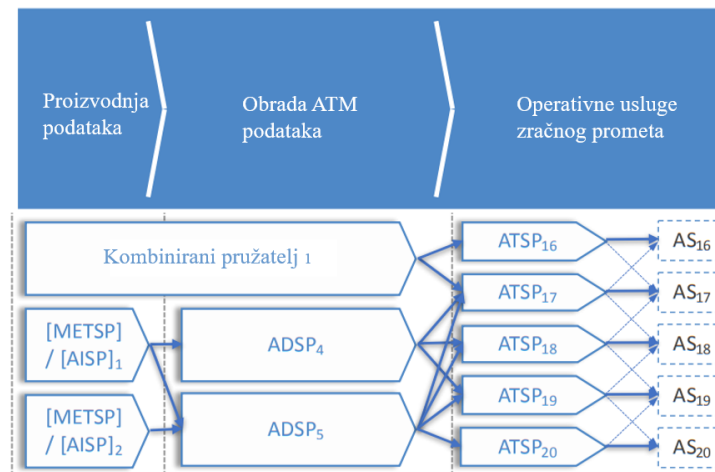 Proizvodnja
podataka
Obrada ATM
podataka
Operativne usluge
zračnog prometa
Kombinirani pružatelj 1
[METSP]
/ [AISP]₁
[METSP]
/ [AISP]₂
ADSP₄
ADSP₅
ATSP₁₆
ATSP₁₇
ATSP₁₈
ATSP₁₉
ATSP₂₀
AS₁₆
AS₁₇
AS₁₈
AS₁₉
AS₂₀